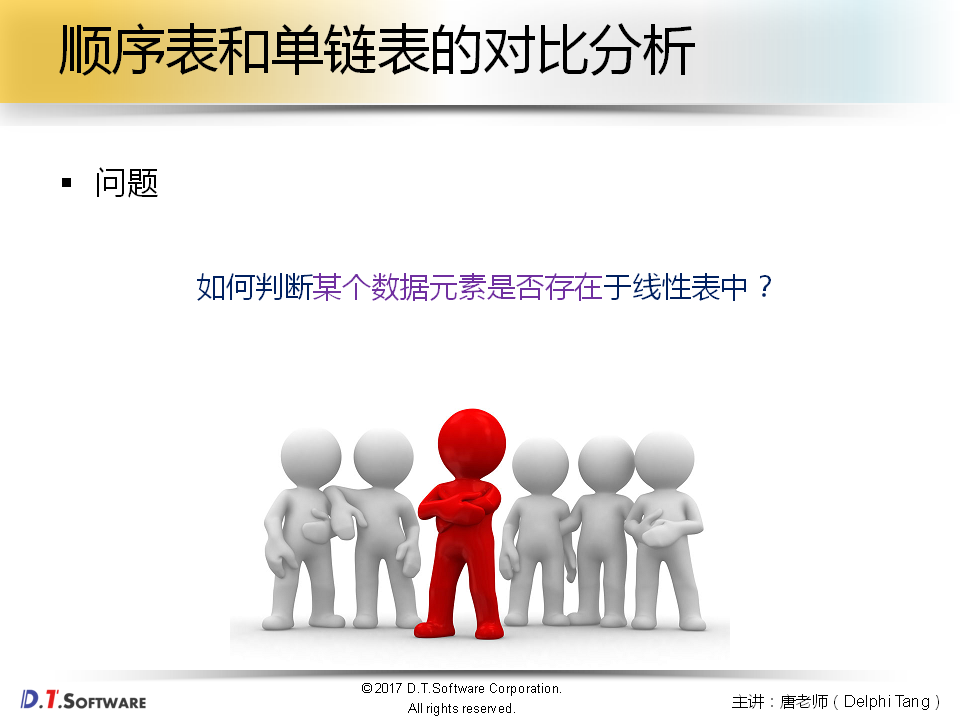 顺序表和单链表的对比分析
▪ 问题
如何判断某个数据元素是否存在于线性表中？
D.T.SOFTWARE
©2017 D.T.Software Corporation.
All rights reserved.
主讲：唐老师（Delphi Tang）